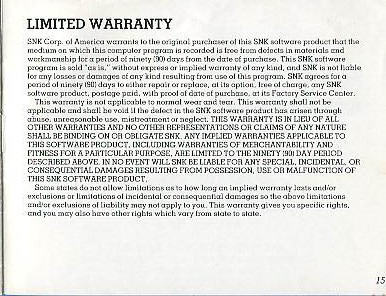 LIMITED WARRANTY
SNK Corp. of America warrants to the original purchaser of this SNK software product that the
medium on which this computer program is recorded is free from defects in materials and
workmanship for a period of ninety (90) days from the date of purchase. This SNK software
program is sold "as is," without express or implied warranty of any kind, and SNK is not liable
for any losses or damages of any kind resulting from use of this program. SNK agrees for a
period of ninety (90) days to either repair or replace, at its option, free of charge, any SNK
software product, postage paid, with proof of date of purchase, at its Factory Service Center.
This warranty is not applicable to normal wear and tear. This warranty shall not be
applicable and shall be void if the defect in the SNK software product has arisen through
abuse, unreasonable use, mistreatment or neglect. THIS WARRANTY IS IN LIEU OF ALL
OTHER WARRANTIES AND NO OTHER REPRESENTATIONS OR CLAIMS OF ANY NATURE
SHALL BE BINDING ON OR OBLIGATE SNK. ANY IMPLIED WARRANTIES APPLICABLE TO
THIS SOFTWARE PRODUCT, INCLUDING WARRANTIES OF MERCHANTABILITY AND
FITNESS FOR A PARTICULAR PURPOSE, ARE LIMITED TO THE NINETY (90) DAY PERIOD
DESCRIBED ABOVE. IN NO EVENT WILL SNK BE LIABLE FOR ANY SPECIAL, INCIDENTAL, OR
CONSEQUENTIAL DAMAGES RESULTING FROM POSSESSION, USE OR MALFUNCTION OF
THIS SNK SOFTWARE PRODUCT.
Some states do not allow limitations as to how long an implied warranty lasts and/or
exclusions or limitations of incidental or consequential damages so the above limitations
and/or exclusions of liability may not apply to you. This warranty gives you specific rights,
and you may also have other rights which vary from state to state.
15